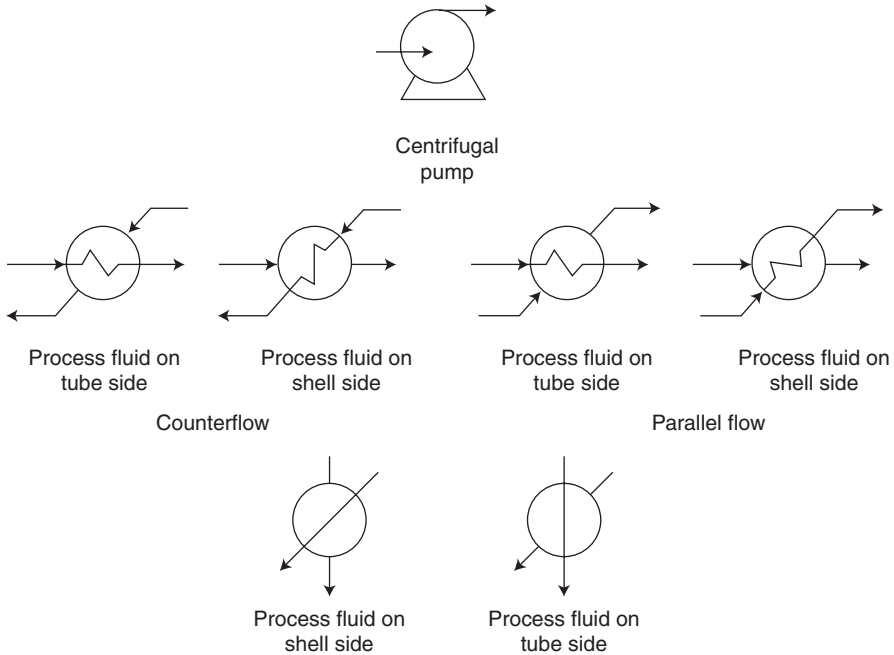 Centrifugal
pump
Process fluid on
tube side
Process fluid on
shell side
Process fluid on
tube side
Process fluid on
shell side
Counterflow
Parallel flow
Process fluid on
shell side
Process fluid on
tube side